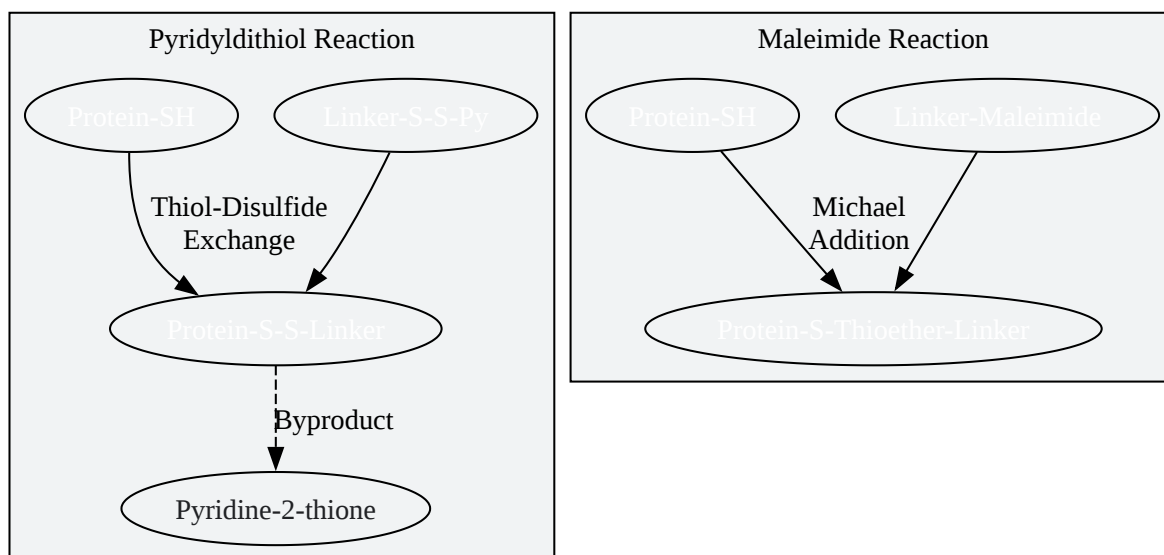 Pyridyldithiol Reaction
Protein-SH
Linker-S-S-Py
Thiol-Disulfide
Exchange
Protein-S-S-Linker
Byproduct
Pyridine-2-thione
Maleimide Reaction
Protein-SH
Linker-Maleimide
Michael
Addition
Protein-S-Thioether-Linker